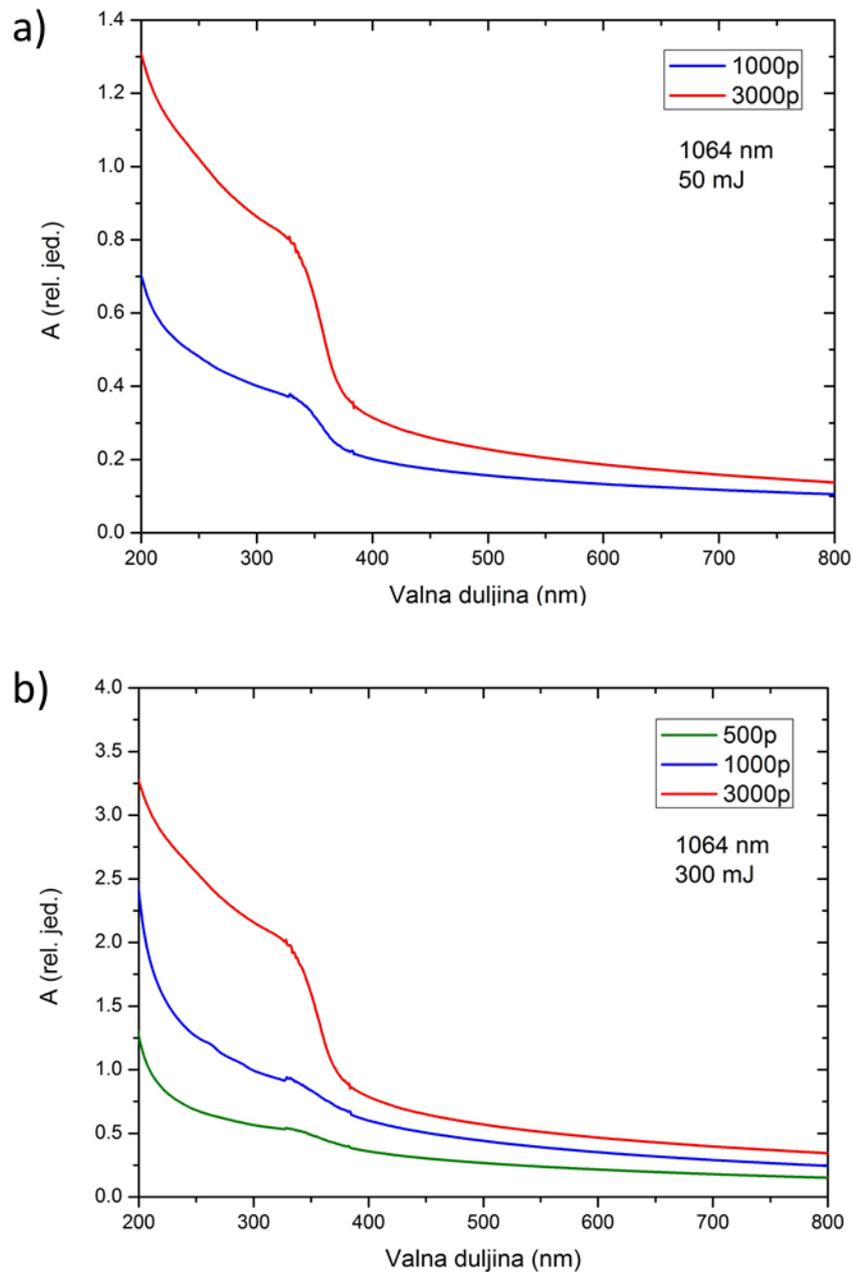 a)
1.4
1.2
1.0
0.8
0.6
0.4
0.2
0.0
A (rel. jed.)
1000p
3000p
1064 nm
50 mJ
200 300 400 500 600 700 800
Valna duljina (nm)
b)
4.0
3.5
3.0
2.5
2.0
1.5
1.0
0.5
0.0
A (rel. jed.)
500p
1000p
3000p
1064 nm
300 mJ
200 300 400 500 600 700 800
Valna duljina (nm)